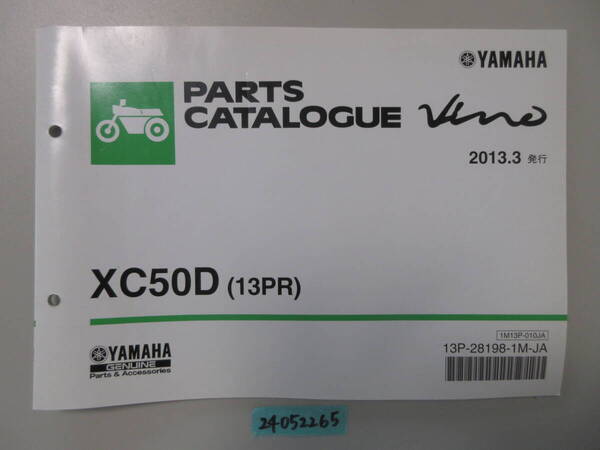 YAMAHA
PARTS
CATALOGUE Vino
2013.3 発行
XC50D (13PR)
1M13P-010JA
13P-28198-1M-JA
YAMAHA
GENUINE
Parts & Accessories
24052265